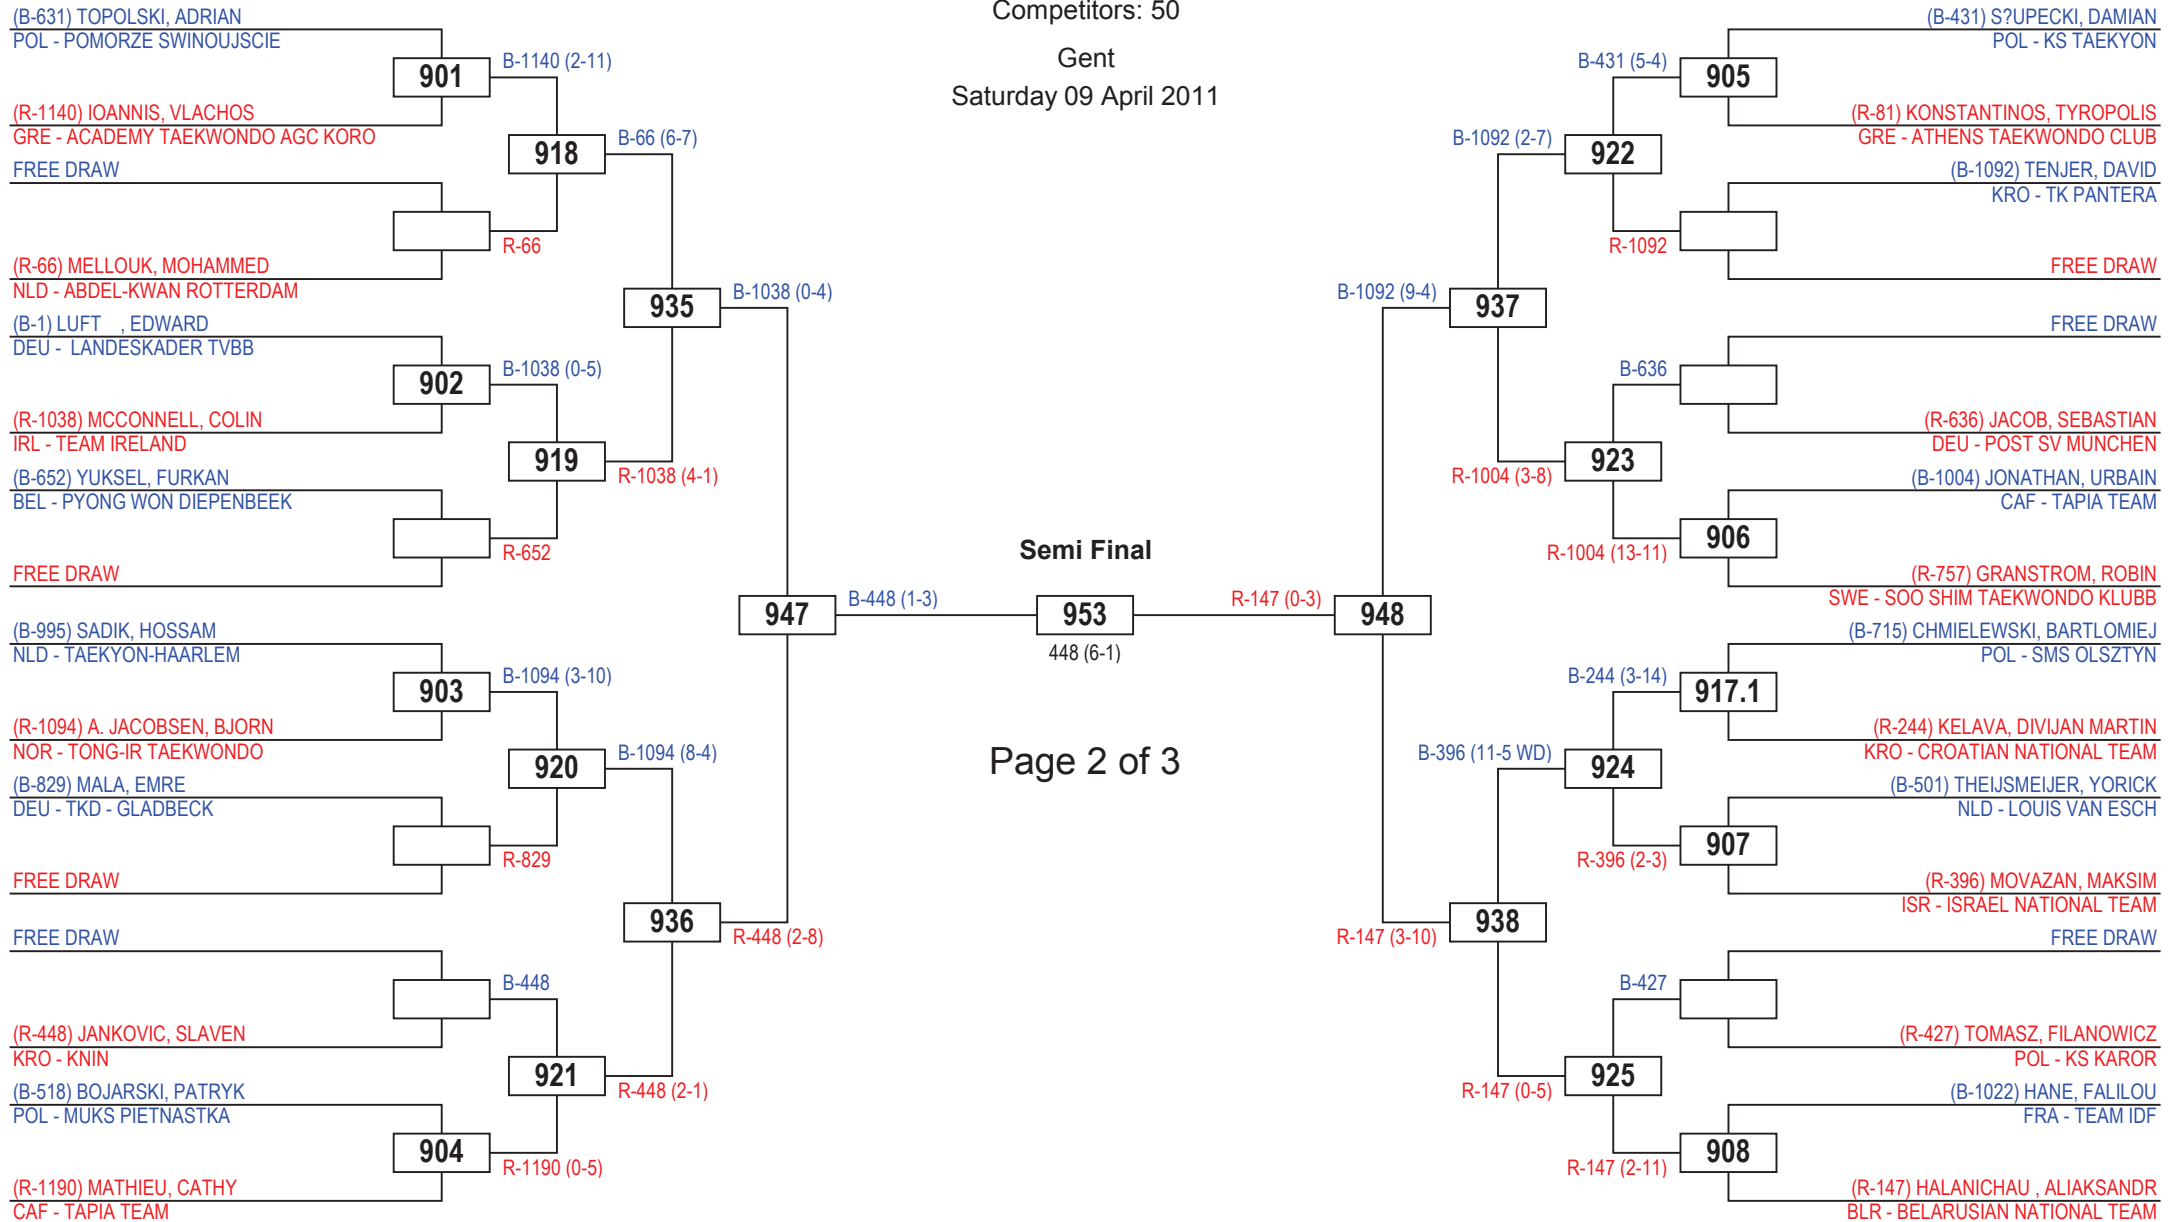 Competitors: 50
Gent
Saturday 09 April 2011
(B-631) TOPOLSKI, ADRIAN
POL - POMORZE SWINOUJSCIE
901
B-1140 (2-11)
(R-1140) IOANNIS, VLACHOS
GRE - ACADEMY TAEKWONDO AGC KORO
918
B-66 (6-7)
FREE DRAW
R-66
(R-66) MELLOUK, MOHAMMED
NLD - ABDEL-KWAN ROTTERDAM
935
B-1038 (0-4)
(B-1) LUFT , EDWARD
DEU - LANDESKADER TVBB
902
B-1038 (0-5)
(R-1038) MCCONNELL, COLIN
IRL - TEAM IRELAND
919
R-1038 (4-1)
(B-652) YUKSEL, FURKAN
BEL - PYONG WON DIEPENBEEK
R-652
FREE DRAW
947
B-448 (1-3)
(B-995) SADIK, HOSSAM
NLD - TAEKYON-HAARLEM
903
B-1094 (3-10)
(R-1094) A. JACOBSEN, BJORN
NOR - TONG-IR TAEKWONDO
920
B-1094 (8-4)
(B-829) MALA, EMRE
DEU - TKD - GLADBECK
R-829
FREE DRAW
936
R-448 (2-8)
FREE DRAW
B-448
(R-448) JANKOVIC, SLAVEN
KRO - KNIN
921
R-448 (2-1)
(B-518) BOJARSKI, PATRYK
POL - MUKS PIETNASTKA
904
R-1190 (0-5)
(R-1190) MATHIEU, CATHY
CAF - TAPIA TEAM
Semi Final
953
448 (6-1)
Page 2 of 3
(B-431) S?UPECKI, DAMIAN
POL - KS TAEKYON
B-431 (5-4)
905
(R-81) KONSTANTINOS, TYROPOLIS
GRE - ATHENS TAEKWONDO CLUB
B-1092 (2-7)
922
(B-1092) TENJER, DAVID
KRO - TK PANTERA
R-1092
FREE DRAW
B-1092 (9-4)
937
FREE DRAW
B-636
(R-636) JACOB, SEBASTIAN
DEU - POST SV MUNCHEN
R-1004 (3-8)
923
(B-1004) JONATHAN, URBAIN
CAF - TAPIA TEAM
R-1004 (13-11)
906
(R-757) GRANSTROM, ROBIN
SWE - SOO SHIM TAEKWONDO KLUBB
R-147 (0-3)
948
(B-715) CHMIELEWSKI, BARTLOMIEJ
POL - SMS OLSZTYN
B-244 (3-14)
917.1
(R-244) KELAVA, DIVIJAN MARTIN
KRO - CROATIAN NATIONAL TEAM
B-396 (11-5 WD)
924
(B-501) THEIJSMEIJER, YORICK
NLD - LOUIS VAN ESCH
R-396 (2-3)
907
(R-396) MOVAZAN, MAKSIM
ISR - ISRAEL NATIONAL TEAM
R-147 (3-10)
938
FREE DRAW
B-427
(R-427) TOMASZ, FILANOWICZ
POL - KS KAROR
R-147 (0-5)
925
(B-1022) HANE, FALILOU
FRA - TEAM IDF
R-147 (2-11)
908
(R-147) HALANICHAU , ALIAKSANDR
BLR - BELARUSIAN NATIONAL TEAM